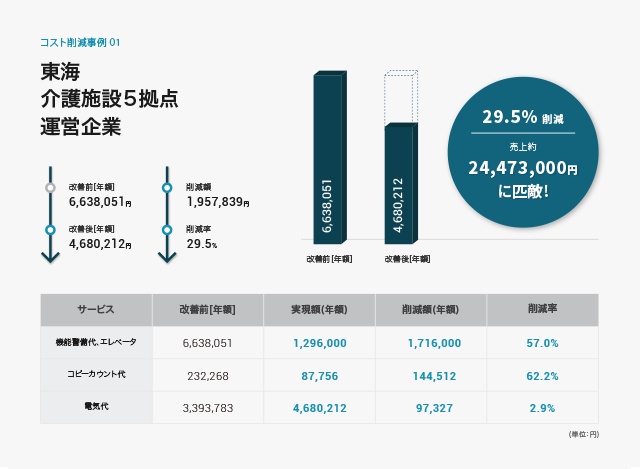 コスト削減事例 01
東海
介護施設5拠点
運営企業
改善前[年額]
6,638,051円
削減額
1,957,839円
改善後[年額]
4,680,212円
削減率
29.5%
6,638,051
4,680,212
改善前[年額]
改善後[年額]
29.5% 削減
売上約
24,473,000円
に匹敵!
サービス 改善前[年額] 実現額(年額) 削減額(年額) 削減率
機能警備代、エレベータ 6,638,051 1,296,000 1,716,000 57.0%
コピーカウント代 232,268 87,756 144,512 62.2%
電気代 3,393,783 4,680,212 97,327 2.9%
(単位:円)